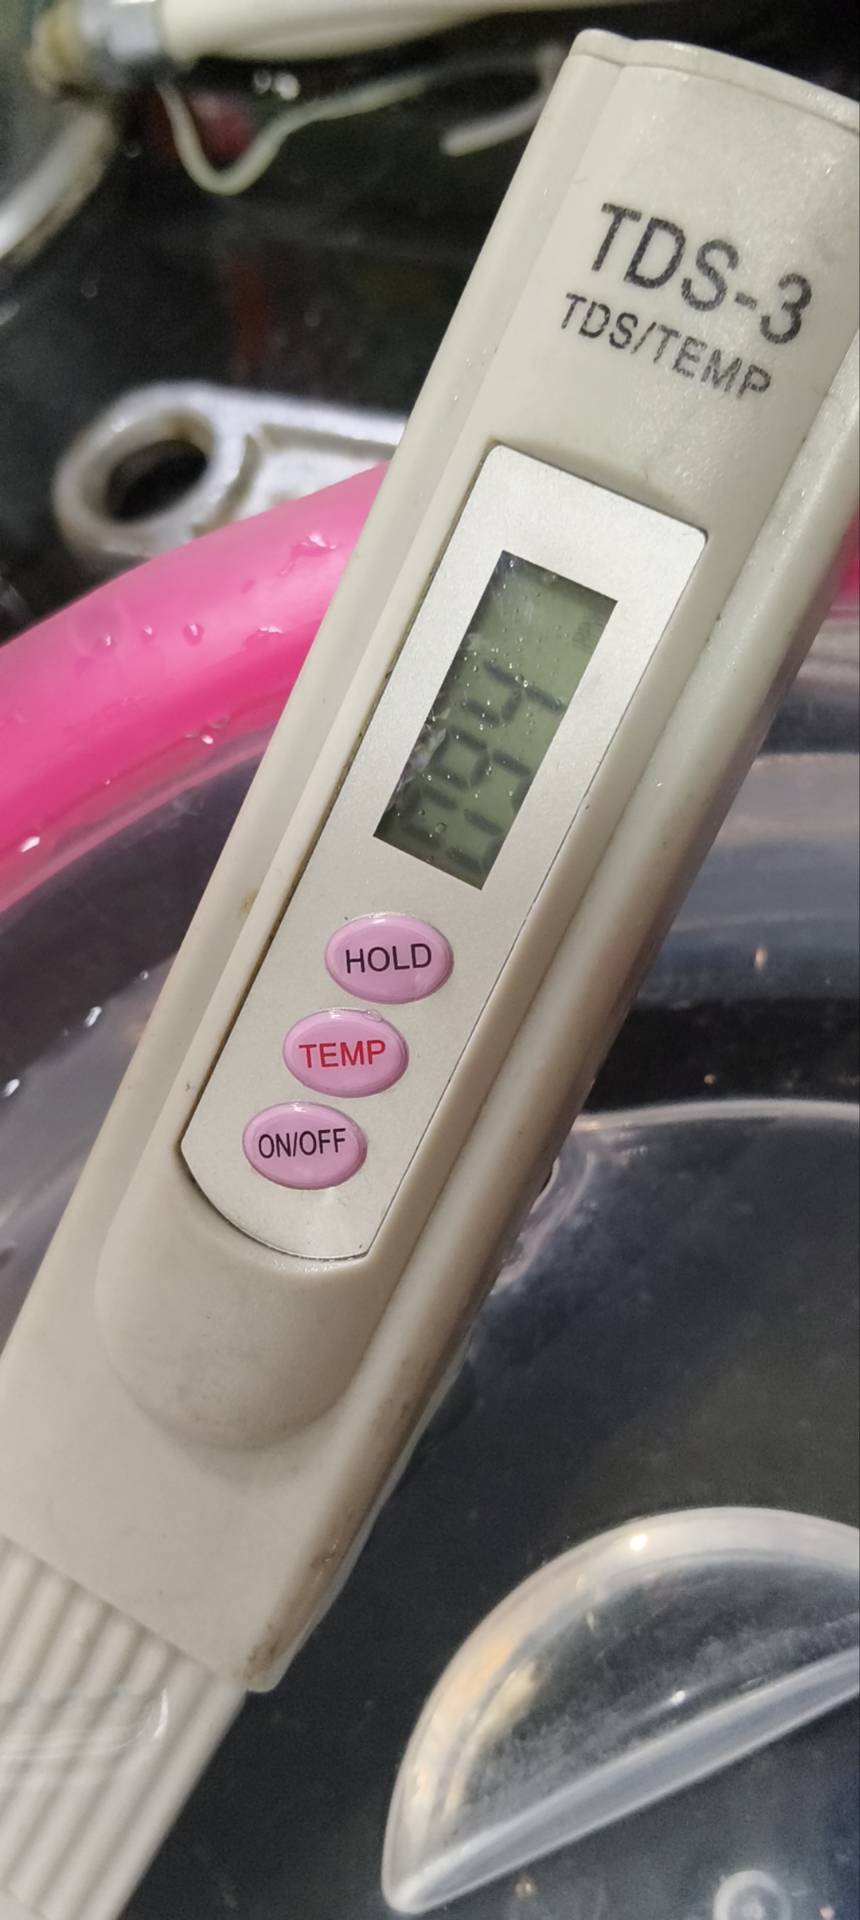 TDS-3
TDS/TEMP
HOLD
TEMP
ON/OFF